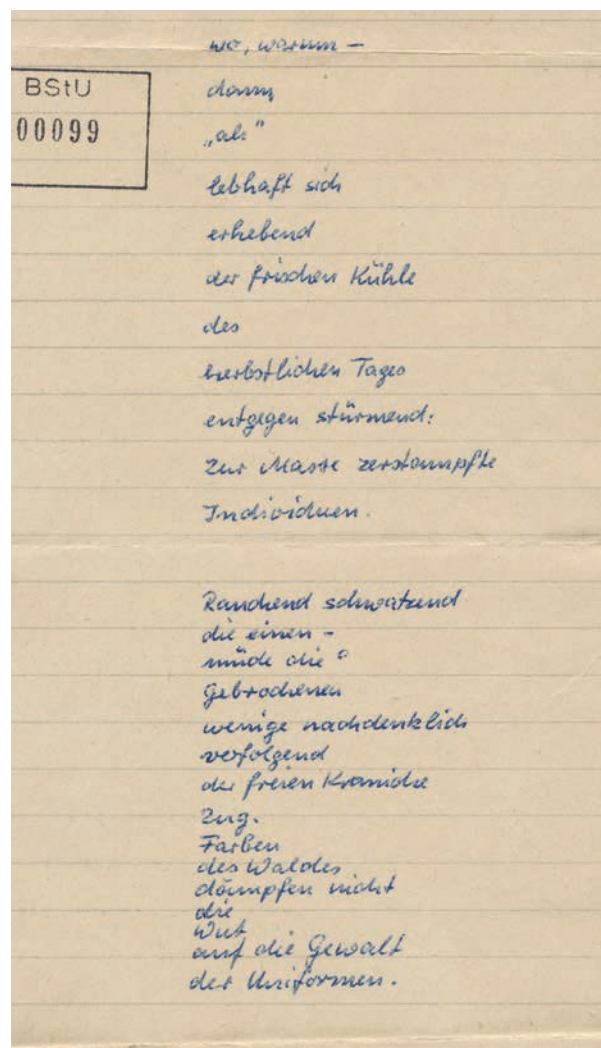 BStU
00099
wo, warum –
dann
„als“
lebhaft sich
erhebend
der frischen Kühle
des
herbstlichen Tages
entgegen stürmend:
zur Masse zerstampfte
Individuen.
Rauchend schwatzend
die einen –
müde die
Gebrochenen
wenige nachdenklich
verfolgend
der freien Kraniche
Zug.
Farben
des Waldes
dämpfen nicht
die
Wut
auf die Gewalt
der Uniformen.